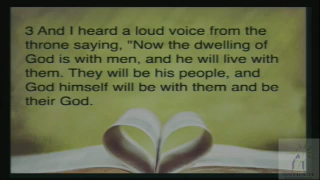 3 And I heard a loud voice from the
throne saying, “Now the dwelling of
God is with men, and he will live with
them. They will be his people, and
God himself will be with them and be
their God.